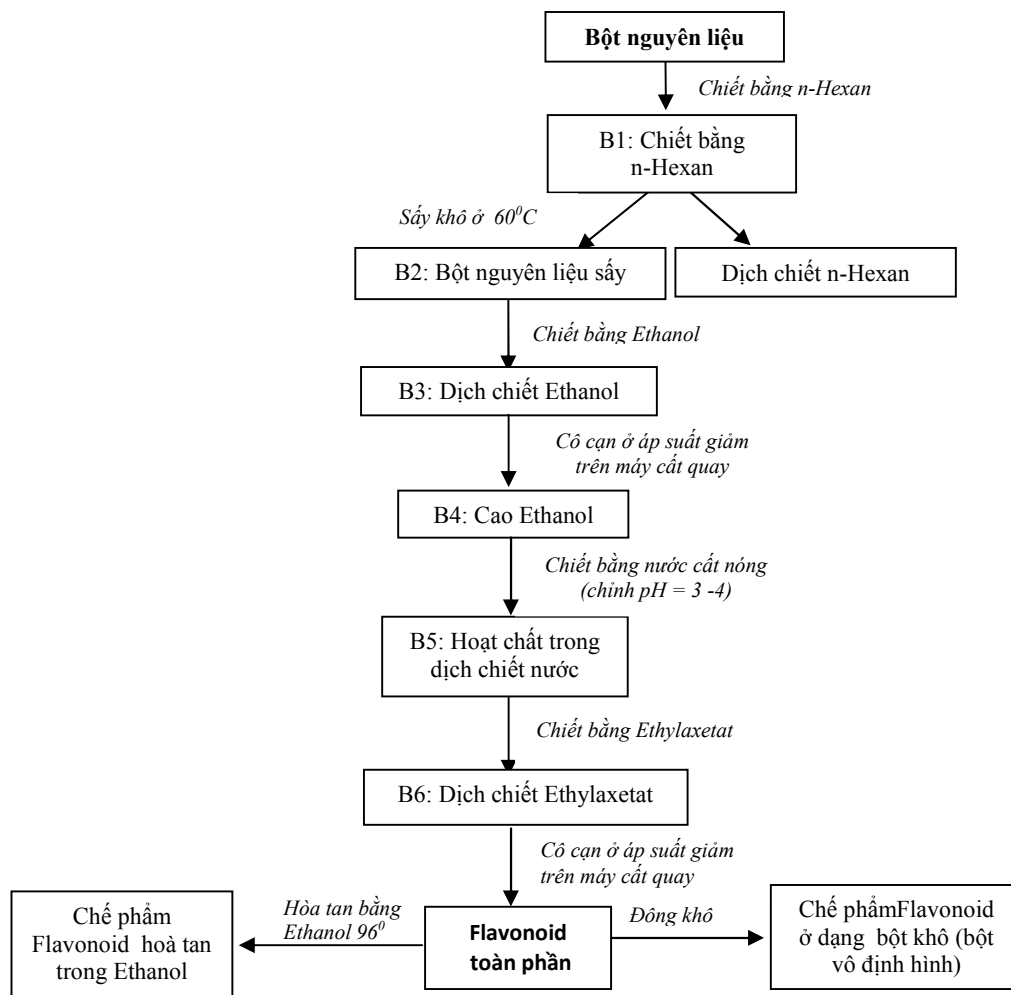 Bột nguyên liệu
Chiết bằng n-Hexan
B1: Chiết bằng
n-Hexan
Sấy khô ở 60⁰C
B2: Bột nguyên liệu sấy
Dịch chiết n-Hexan
Chiết bằng Ethanol
B3: Dịch chiết Ethanol
Cô cạn ở áp suất giảm
trên máy cất quay
B4: Cao Ethanol
Chiết bằng nước cất nóng
(chỉnh pH = 3 -4)
B5: Hoạt chất trong
dịch chiết nước
Chiết bằng Ethylaxetat
B6: Dịch chiết Ethylaxetat
Cô cạn ở áp suất giảm
trên máy cất quay
Chế phẩm
Flavonoid hoà tan
trong Ethanol
Hòa tan bằng
Ethanol 96⁰
Flavonoid
toàn phần
Đông khô
Chế phẩmFlavonoid
ở dạng bột khô (bột
vô định hình)